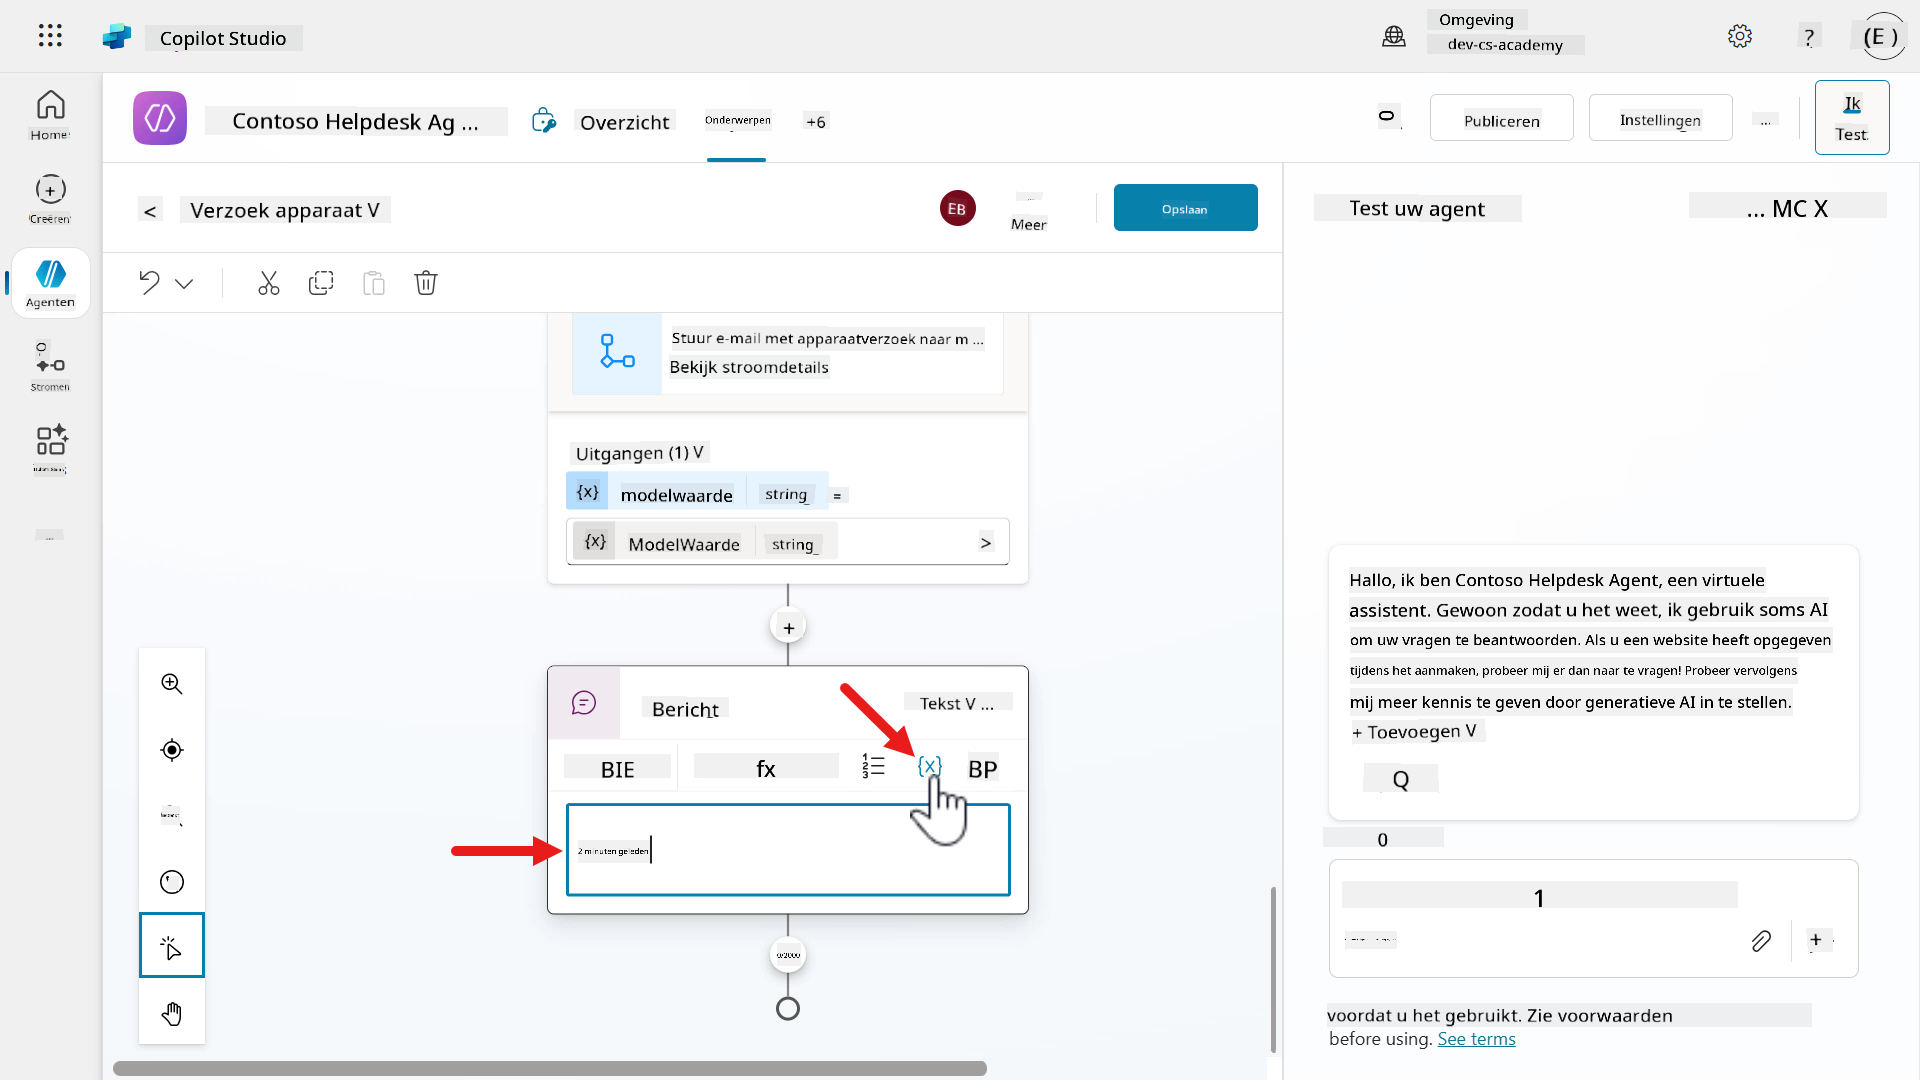 Copilot Studio
Omgeving
dev-cs-academy
?
(E )
Home
Creëren
Agenten
Stromen
...
Contoso Helpdesk Ag ...
Overzicht
Onderwerpen
+6
Publiceren
Instellingen
...
Ik
Test
< Verzoek apparaat V
EB
Meer
Opslaan
Stuur e-mail met apparaatverzoek naar m ...
Bekijk stroomdetails
Uitgangen (1) V
{x} modelwaarde string =
{x} ModelWaarde string >
+
Bericht
Tekst V ...
BIE
fx
{x}
BP
2 minuten geleden
0/2000
Test uw agent
... MC X
Hallo, ik ben Contoso Helpdesk Agent, een virtuele
assistent. Gewoon zodat u het weet, ik gebruik soms AI
om uw vragen te beantwoorden. Als u een website heeft opgegeven
tijdens het aanmaken, probeer mij er dan naar te vragen! Probeer vervolgens
mij meer kennis te geven door generatieve AI in te stellen.
+ Toevoegen V
Q
0
1
+
voordat u het gebruikt. Zie voorwaarden
before using. See terms